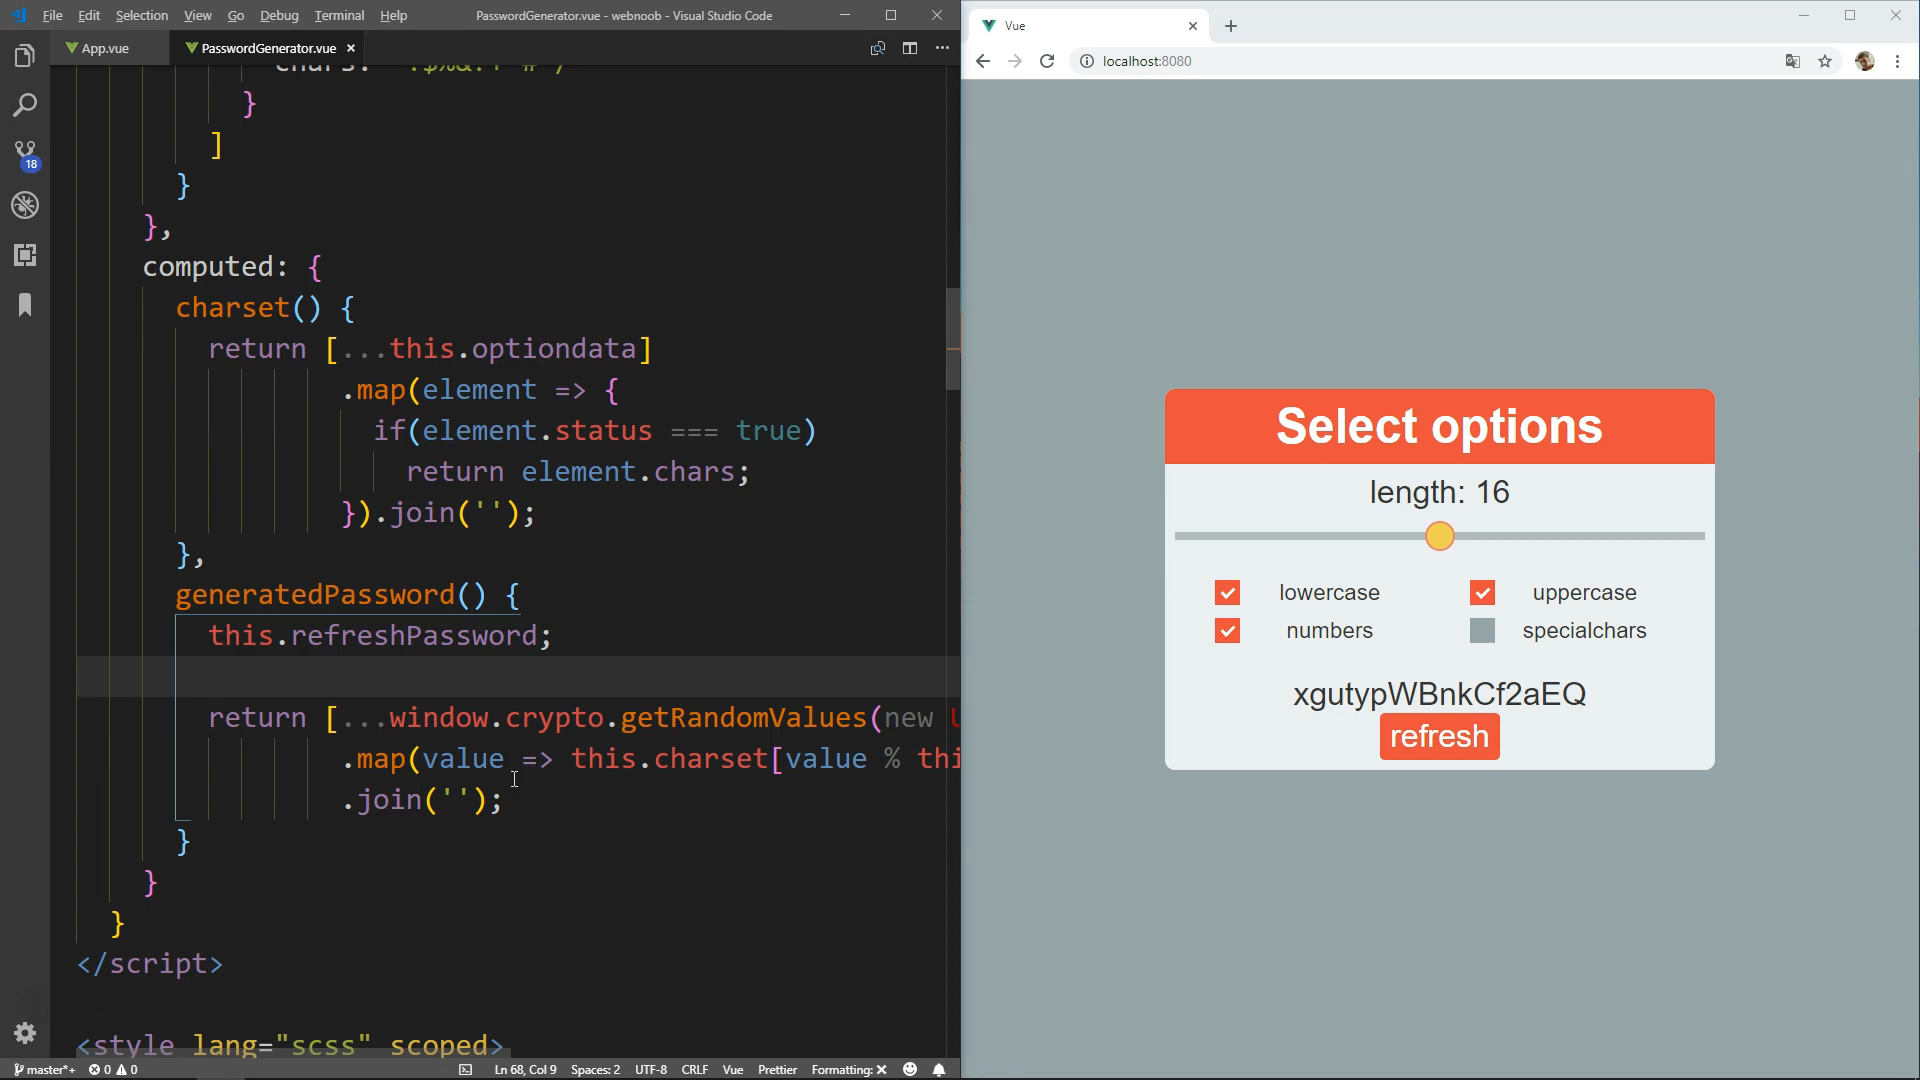 File Edit Selection View Go Debug Terminal Help PasswordGenerator.vue - webnoob - Visual Studio Code
App.vue PasswordGenerator.vue
}
]
}
},
computed: {
charset() {
return [...this.optiondata]
.map(element => {
if(element.status === true)
return element.chars;
}).join('');
},
generatedPassword() {
this.refreshPassword;
return [...window.crypto.getRandomValues(new
.map(value => this.charset[value % thi
.join('');
}
}
}
</script>
<style lang="scss" scoped>
18
master*+ 0 0 Ln 68, Col 9 Spaces: 2 UTF-8 CRLF Vue Prettier Formatting: ✕
Vue
localhost:8080
Select options
length: 16
lowercase uppercase
numbers specialchars
xgutypWBnkCf2aEQ
refresh